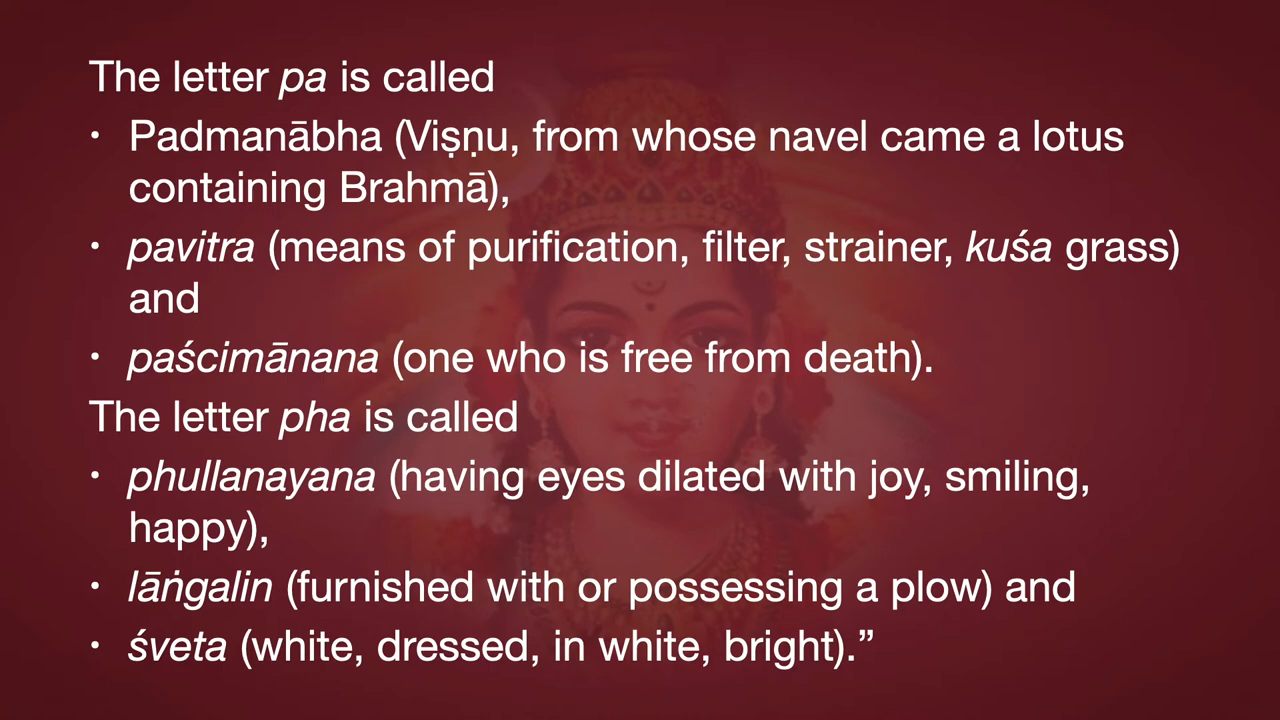 The letter pa is called
• Padmanābha (Viṣṇu, from whose navel came a lotus
containing Brahmā),
• pavitra (means of purification, filter, strainer, kuśa grass)
and
• paścimānana (one who is free from death).
The letter pha is called
• phullanayana (having eyes dilated with joy, smiling,
happy),
• lāṅgalin (furnished with or possessing a plow) and
• śveta (white, dressed, in white, bright).”